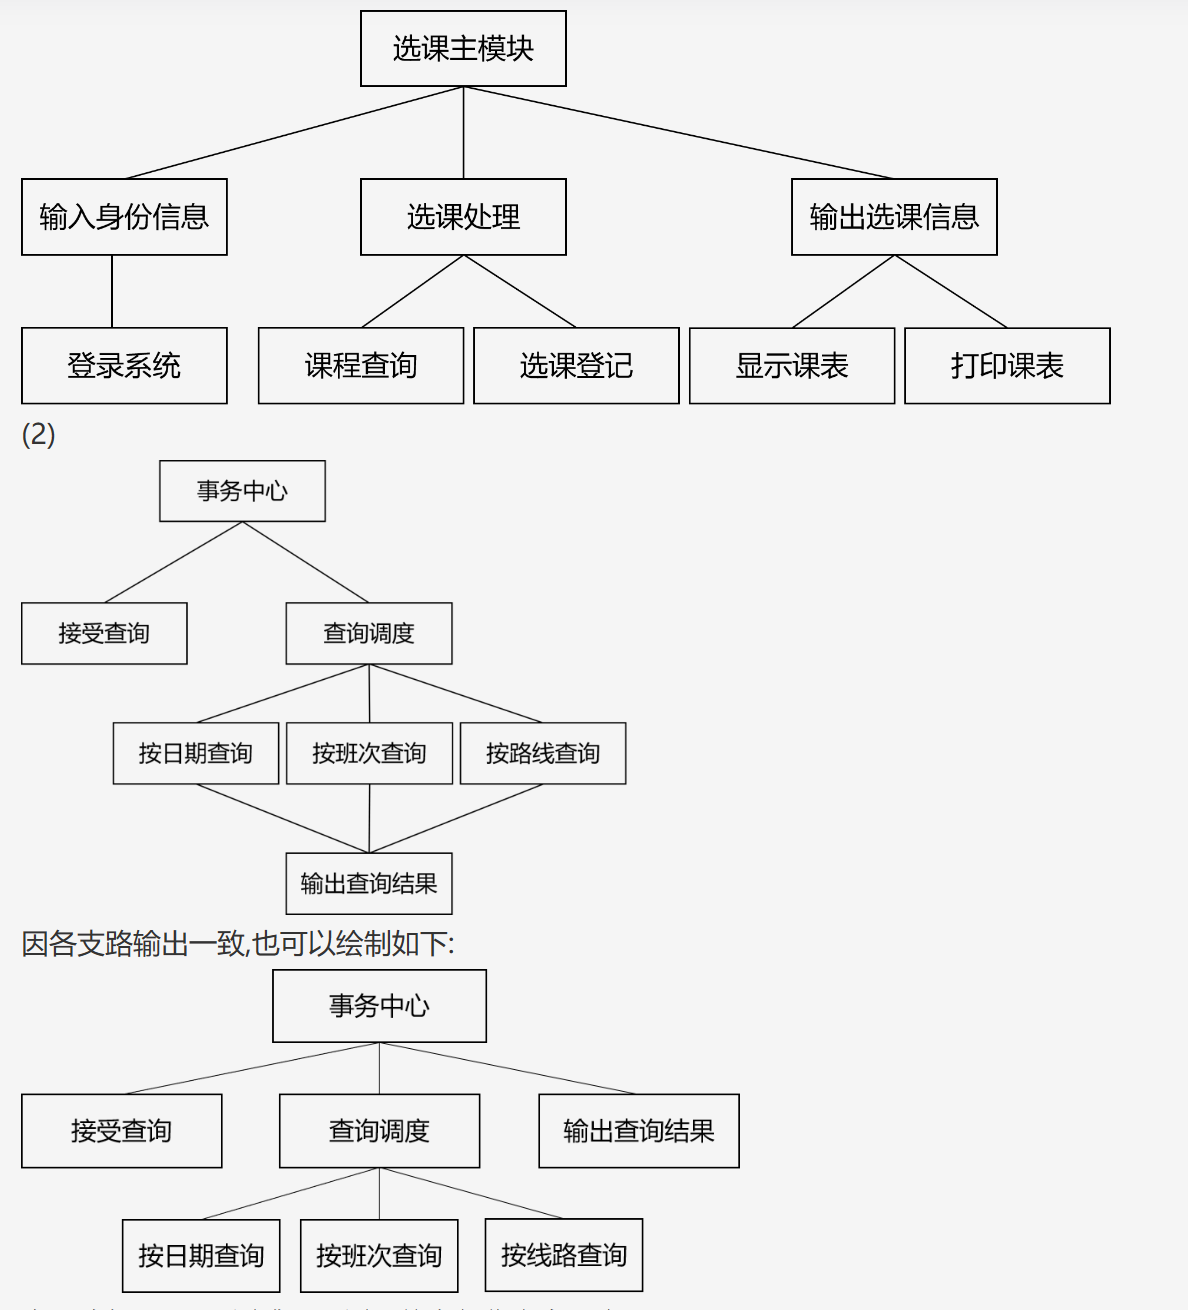 选课主模块
输入身份信息 选课处理 输出选课信息
登录系统 课程查询 选课登记 显示课表 打印课表
(2)
事务中心
接受查询 查询调度
按日期查询 按班次查询 按路线查询
输出查询结果
因各支路输出一致,也可以绘制如下:
事务中心
接受查询 查询调度 输出查询结果
按日期查询 按班次查询 按线路查询